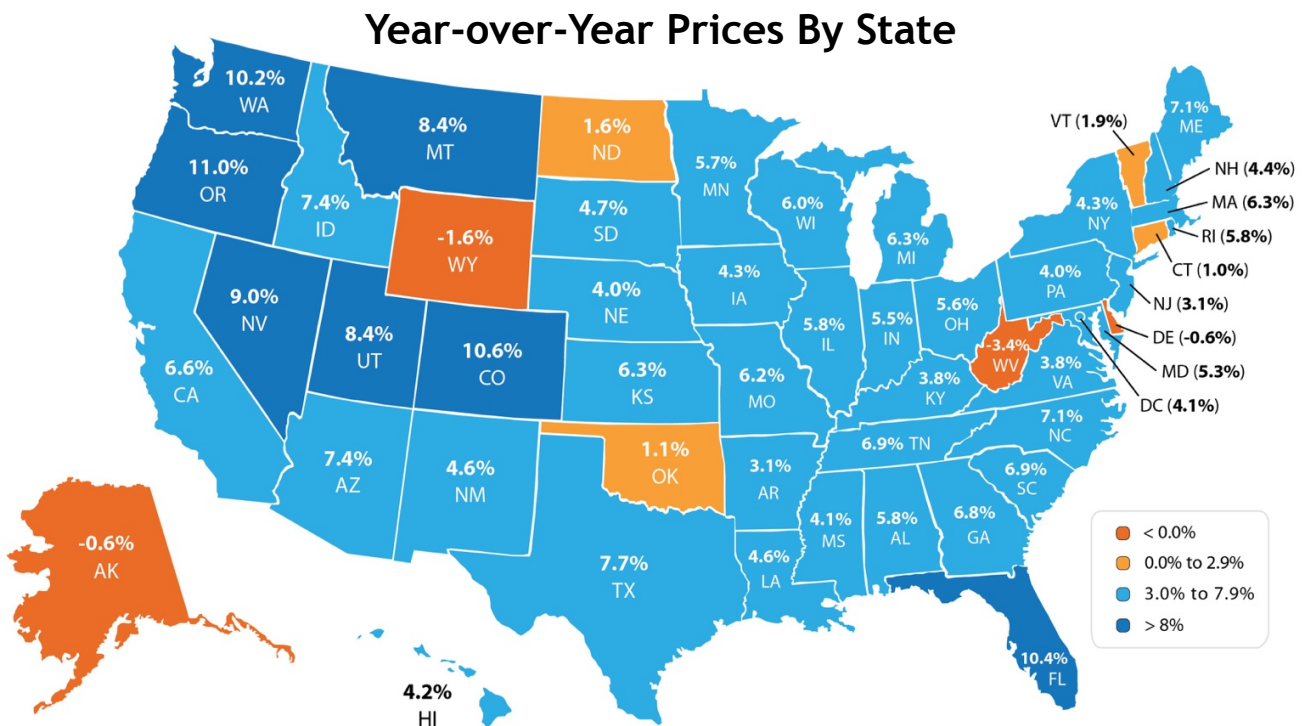 Year-over-Year Prices By State
10.2%
WA
11.0%
OR
8.4%
MT
7.4%
ID
-1.6%
WY
1.6%
ND
4.7%
SD
5.7%
MN
6.0%
WI
6.3%
MI
4.3%
NY
7.1%
ME
VT (1.9%)
NH (4.4%)
MA (6.3%)
RI (5.8%)
CT (1.0%)
NJ (3.1%)
DE (-0.6%)
MD (5.3%)
DC (4.1%)
9.0%
NV
8.4%
UT
10.6%
CO
4.0%
NE
4.3%
IA
5.8%
IL
5.5%
IN
5.6%
OH
4.0%
PA
-3.4%
WV
3.8%
VA
3.8%
KY
6.6%
CA
6.3%
KS
6.2%
MO
7.1%
NC
6.9% TN
6.9%
SC
7.4%
AZ
4.6%
NM
1.1%
OK
3.1%
AR
4.1%
MS
5.8%
AL
6.8%
GA
7.7%
TX
4.6%
LA
10.4%
FL
-0.6%
AK
4.2%
HI
< 0.0%
0.0% to 2.9%
3.0% to 7.9%
> 8%